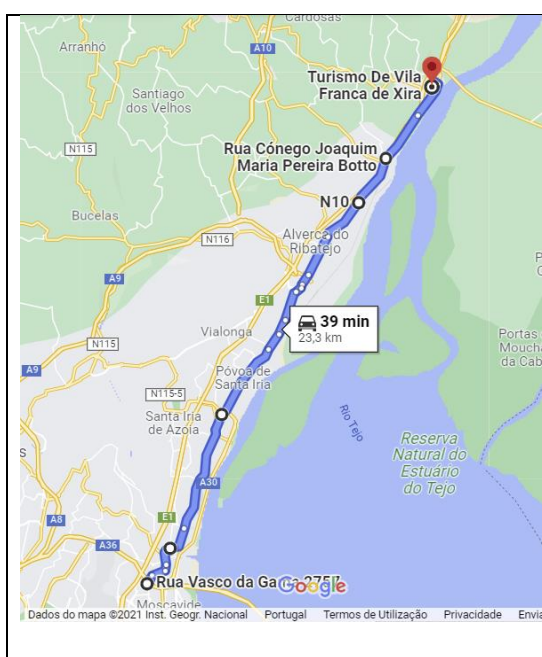 Cardosas
Arranhó
A10
Turismo De Vila
Franca de Xira
Santiago
dos Velhos
N115
Rua Cónego Joaquim
Maria Pereira Botto
N10
Bucelas
Alverca do
Ribatejo
N116
A9
E1
39 min
23,3 km
Vialonga
N115
Portas
Mouch
da Cab
A9
Póvoa de
Santa Iria
N115-5
Santa Iria
de Azoia
Rio Tejo
Reserva
Natural do
Estuário
do Tejo
A30
E1
A8
A36
Rua Vasco da Ga
Google
Moscavide
Dados do mapa ©2021 Inst. Geogr. Nacional Portugal Termos de Utilização Privacidade Envia